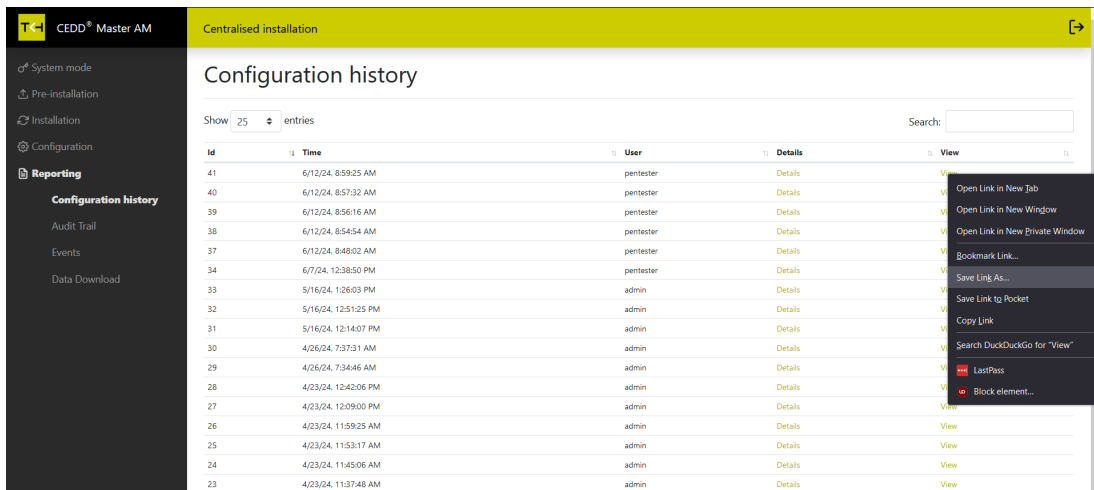 TKH CEDD® Master AM
Centralised installation
System mode
Pre-installation
Installation
Configuration
Reporting
Configuration history
Audit Trail
Events
Data Download
Configuration history
Show 25 entries
Search:
Id Time User Details View
41 6/12/24, 8:59:25 AM pentester Details View
40 6/12/24, 8:57:32 AM pentester Details
39 6/12/24, 8:56:16 AM pentester Details
38 6/12/24, 8:54:54 AM pentester Details
37 6/12/24, 8:48:02 AM pentester Details
34 6/7/24, 12:38:50 PM pentester Details
33 5/16/24, 1:26:03 PM admin Details
32 5/16/24, 12:51:25 PM admin Details
31 5/16/24, 12:14:07 PM admin Details
30 4/26/24, 7:37:31 AM admin Details
29 4/26/24, 7:34:46 AM admin Details
28 4/23/24, 12:42:06 PM admin Details
27 4/23/24, 12:09:00 PM admin Details View
26 4/23/24, 11:59:25 AM admin Details View
25 4/23/24, 11:53:17 AM admin Details View
24 4/23/24, 11:45:06 AM admin Details View
23 4/23/24, 11:37:48 AM admin Details View
Open Link in New Tab
Open Link in New Window
Open Link in New Private Window
Bookmark Link...
Save Link As...
Save Link to Pocket
Copy Link
Search DuckDuckGo for "View"
LastPass
Block element...